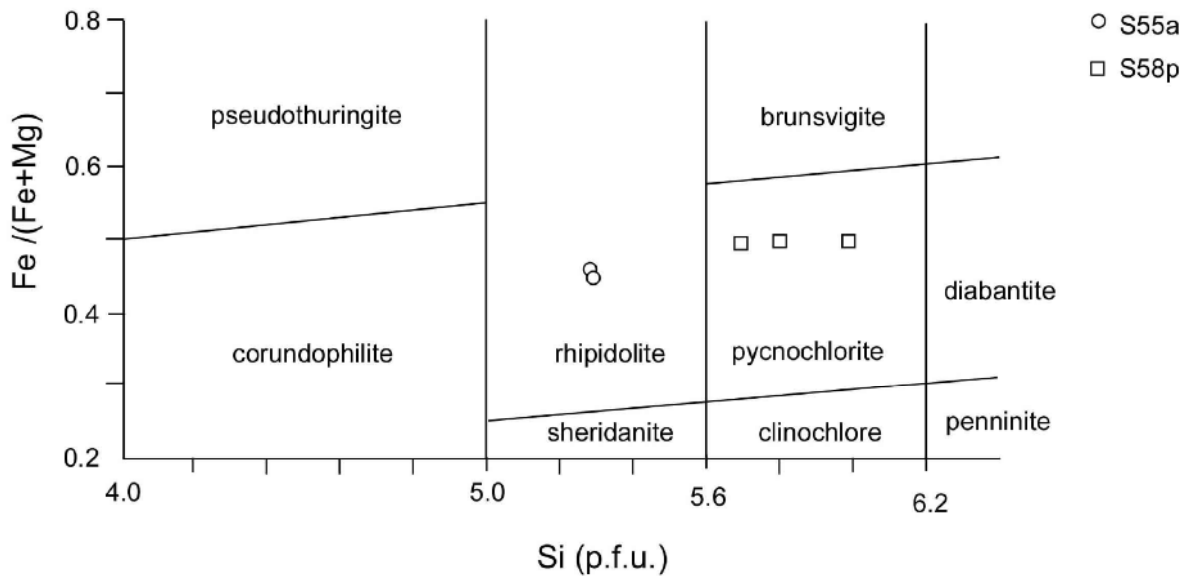 0.8
S55a
S58p
pseudothuringite
brunsvigite
0.6
Fe /(Fe+Mg)
diabantite
0.4
corundophilite
rhipidolite
pycnochlorite
sheridanite
clinochlore
penninite
0.2
4.0
5.0
5.6
6.2
Si (p.f.u.)